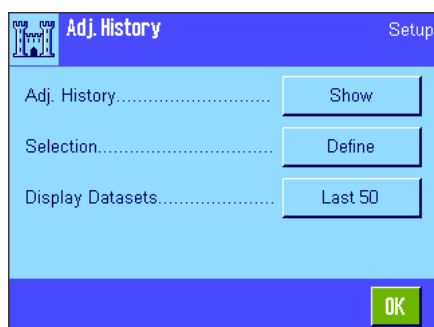 Adj. History Setup
Adj. History............................ Show
Selection................................ Define
Display Datasets..................... Last 50
OK